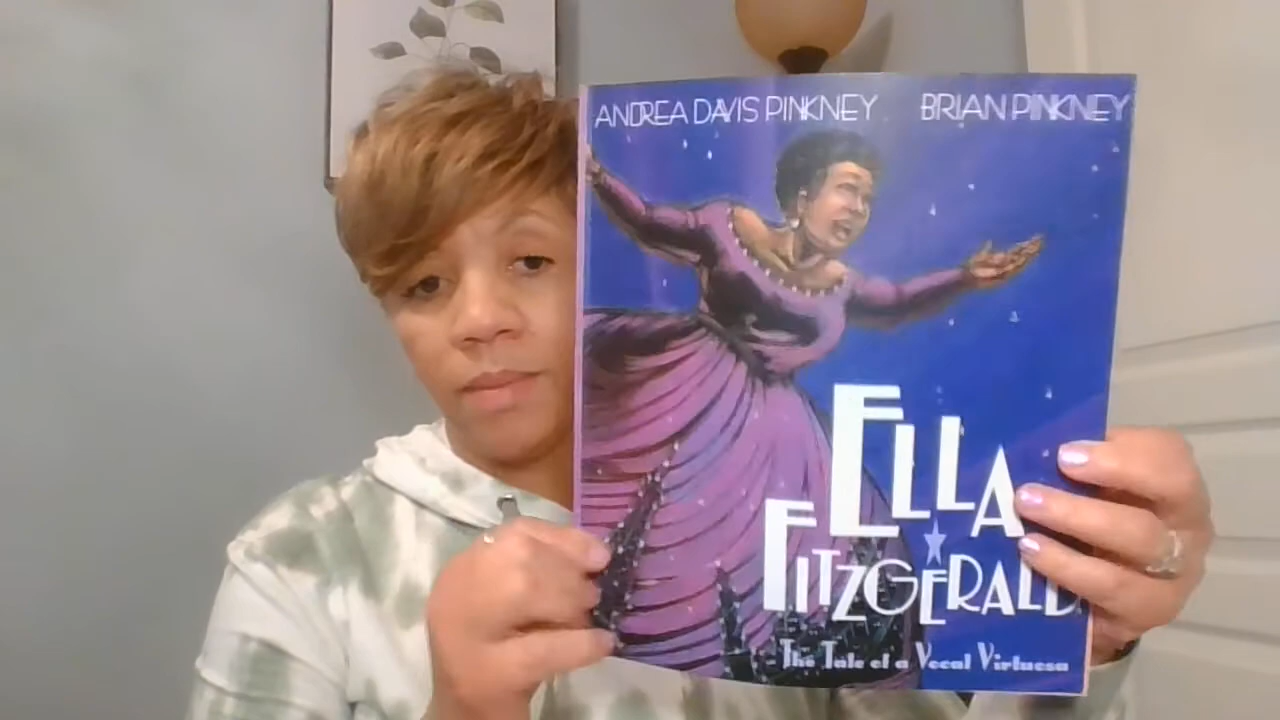 ANDREA DAVIS PINKNEY BRIAN PINKNEY
ELLA
FITZGERALD
The Tale of a Vocal Virtuosa